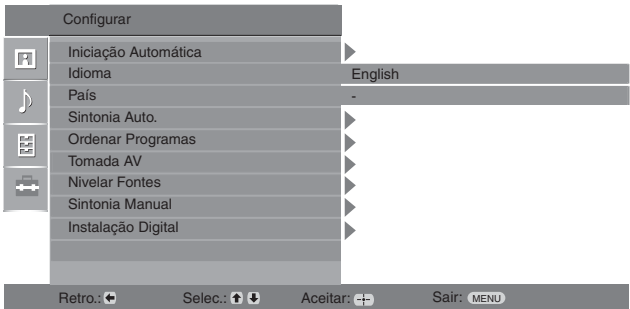 Configurar
Iniciação Automática
Idioma English
País -
Sintonia Auto.
Ordenar Programas
Tomada AV
Nivelar Fontes
Sintonia Manual
Instalação Digital
Retro.: Selec.: Aceitar: Sair: MENU